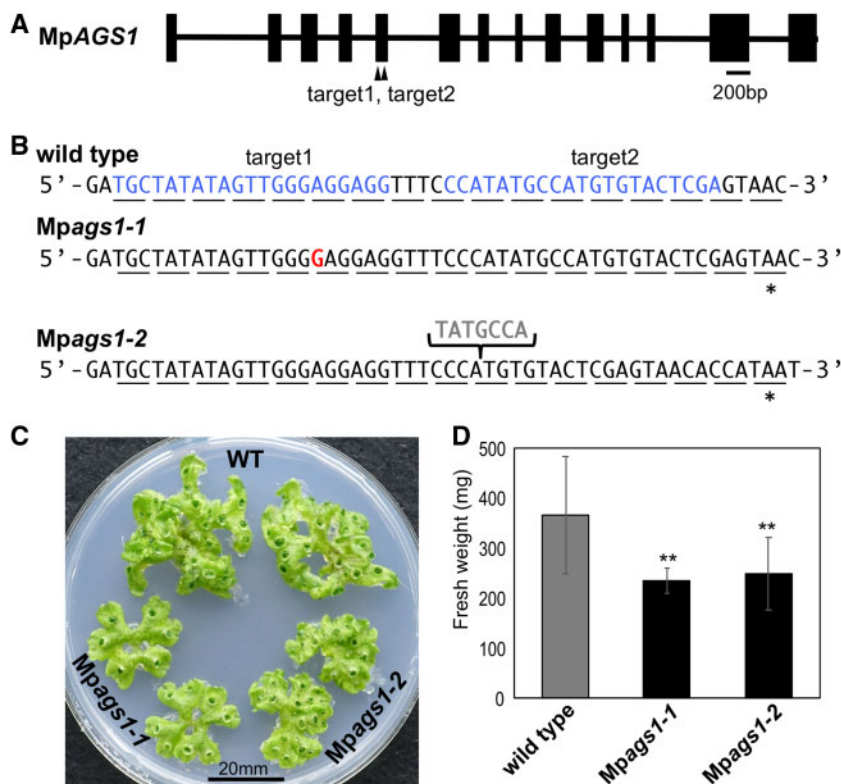 A
MpAGS1
target1, target2
200bp
B
wild type
target1 target2
5'-GATGCTATATAGTTGGGAGGAGGTTTCCCATATGCCATGTGTACTCGAGTAAC-3'
Mpags1-1
5'-GATGCTATATAGTTGGGGAGGAGGTTTCCCATATGCCATGTGTACTCGAGTAAC-3'
*
Mpags1-2
TATGCCA
5'-GATGCTATATAGTTGGGAGGAGGTTTCCCATGTGTACTCGAGTAACACCATAAT-3'
*
C
WT
Mpags1-1
Mpags1-2
20mm
D
Fresh weight (mg)
500
400
300
200
100
0
**
**
wild type
Mpags1-1
Mpags1-2